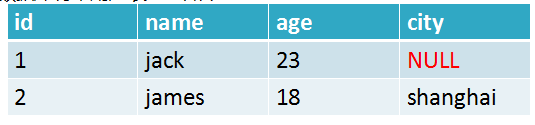 id name age city
1 jack 23 NULL
2 james 18 shanghai